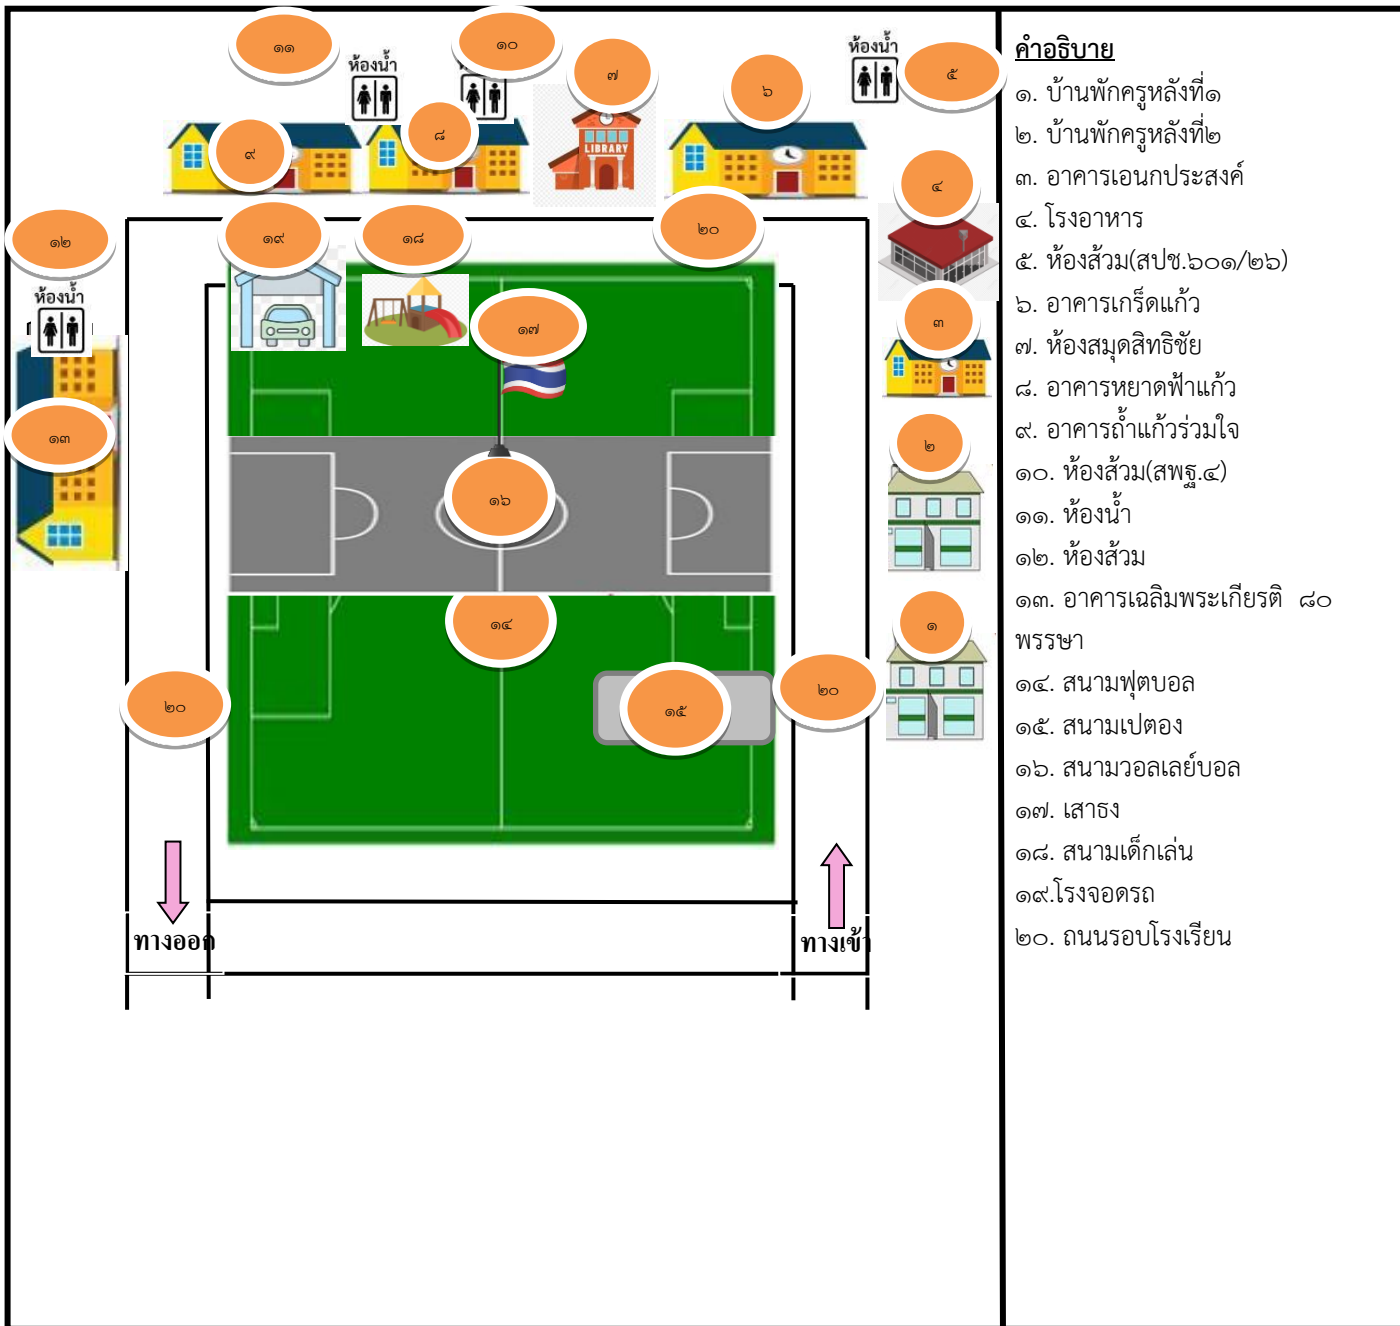 ๑๑
๑๐
๗
๖
๕
ห้องน้ำ
ห้องน้ำ
LIBRARY
๙
๘
๔
๑๒
๑๙
๑๘
๒๐
ห้องน้ำ
๑๗
๓
๑๓
๒
๑๖
๑๔
๑
๒๐
๑๕
๒๐
ทางออก
ทางเข้า
คำอธิบาย
๑. บ้านพักครูหลังที่๑
๒. บ้านพักครูหลังที่๒
๓. อาคารเอนกประสงค์
๔. โรงอาหาร
๕. ห้องส้วม(สปช.๖๐๑/๒๖)
๖. อาคารเกร็ดแก้ว
๗. ห้องสมุดสิทธิชัย
๘. อาคารหยาดฟ้าแก้ว
๙. อาคารถ้ำแก้วร่วมใจ
๑๐. ห้องส้วม(สพฐ.๔)
๑๑. ห้องน้ำ
๑๒. ห้องส้วม
๑๓. อาคารเฉลิมพระเกียรติ ๘๐
พรรษา
๑๔. สนามฟุตบอล
๑๕. สนามเปตอง
๑๖. สนามวอลเลย์บอล
๑๗. เสาธง
๑๘. สนามเด็กเล่น
๑๙.โรงจอดรถ
๒๐. ถนนรอบโรงเรียน